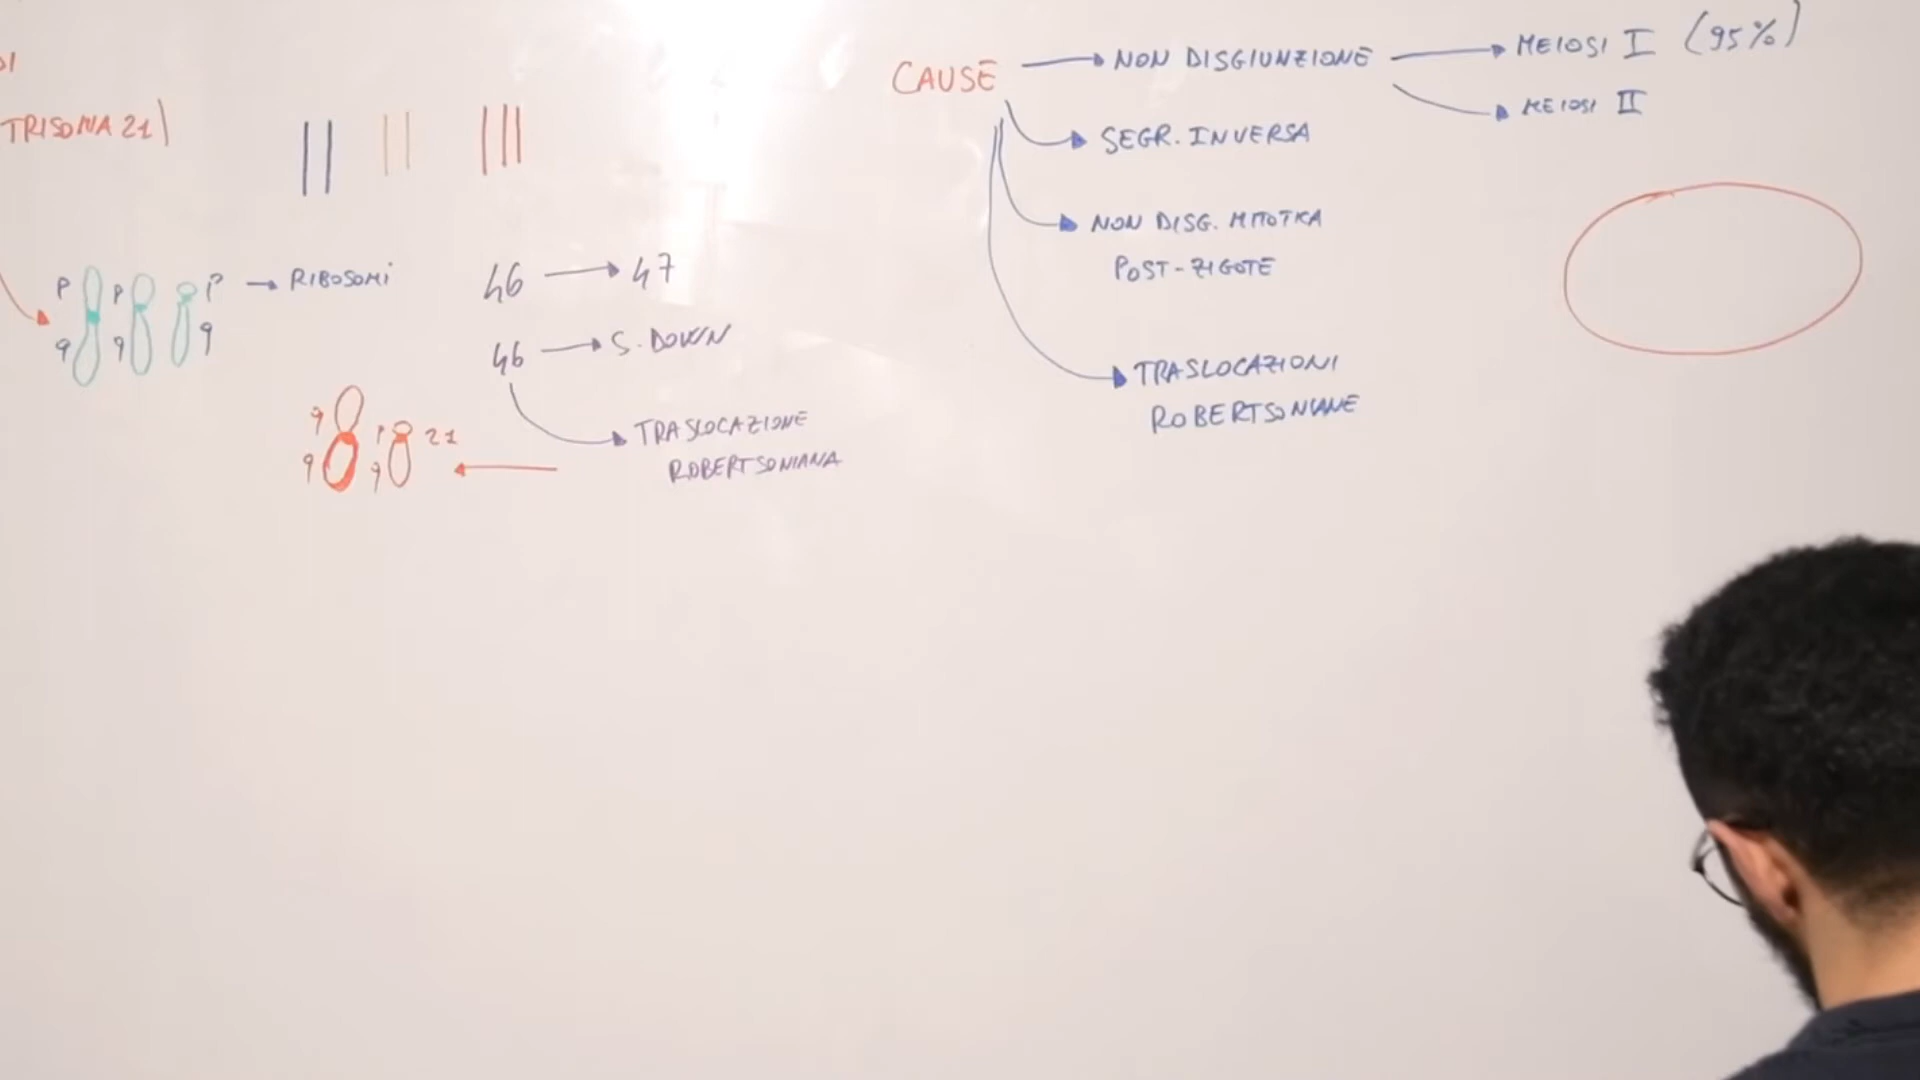 TRISOMIA 21)
P P P → RIBOSOMI
q q q
46 → 47
46 → S. DOWN
TRASLOCAZIONE
ROBERTSONIANA
q P 21
q q
CAUSE
NON DISGIUNZIONE
MEIOSI I (95%)
MEIOSI II
SEGR. INVERSA
NON DISG. MITOTICA
POST-ZIGOTE
TRASLOCAZIONI
ROBERTSONIANE